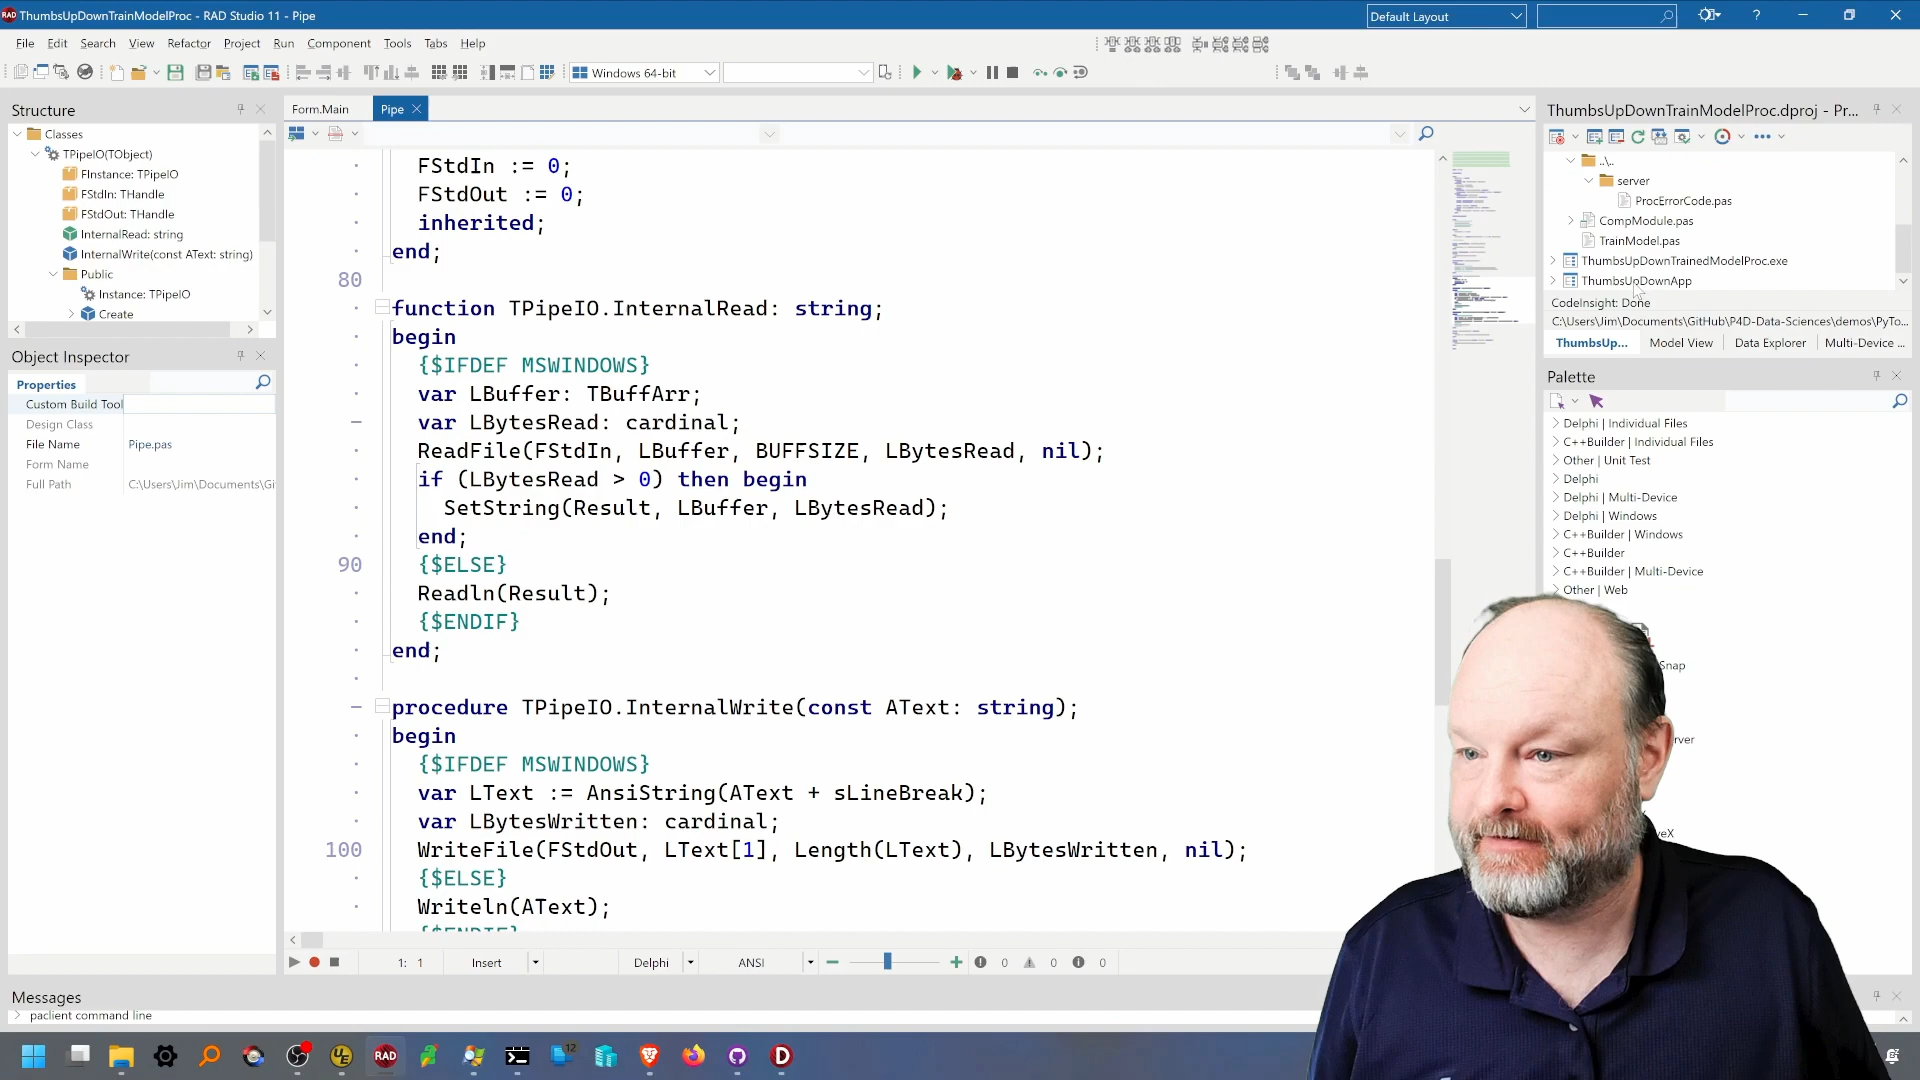 ThumbsUpDownTrainModelProc - RAD Studio 11 - Pipe
Default Layout
File Edit Search View Refactor Project Run Component Tools Tabs Help
Windows 64-bit
Structure
Classes
TPipeIO(TObject)
FInstance: TPipeIO
FStdIn: THandle
FStdOut: THandle
InternalRead: string
InternalWrite(const AText: string)
Public
Instance: TPipeIO
Create
Object Inspector
Properties
Custom Build Tool
Design Class
File Name Pipe.pas
Form Name
Full Path C:\Users\Jim\Documents\Gi
Form.Main Pipe
FStdIn := 0;
FStdOut := 0;
inherited;
end;
80
function TPipeIO.InternalRead: string;
begin
{$IFDEF MSWINDOWS}
var LBuffer: TBuffArr;
var LBytesRead: cardinal;
ReadFile(FStdIn, LBuffer, BUFFSIZE, LBytesRead, nil);
if (LBytesRead > 0) then begin
SetString(Result, LBuffer, LBytesRead);
end;
90 {$ELSE}
Readln(Result);
{$ENDIF}
end;
procedure TPipeIO.InternalWrite(const AText: string);
begin
{$IFDEF MSWINDOWS}
var LText := AnsiString(AText + sLineBreak);
var LBytesWritten: cardinal;
100 WriteFile(FStdOut, LText[1], Length(LText), LBytesWritten, nil);
{$ELSE}
Writeln(AText);
{$ENDIF}
1: 1 Insert Delphi ANSI 0 0 0
ThumbsUpDownTrainModelProc.dproj - Pr...
..\..
server
ProcErrorCode.pas
CompModule.pas
TrainModel.pas
ThumbsUpDownTrainedModelProc.exe
ThumbsUpDownApp
CodeInsight: Done
C:\Users\Jim\Documents\GitHub\P4D-Data-Sciences\demos\PyTo...
ThumbsUp... Model View Data Explorer Multi-Device ...
Palette
Delphi | Individual Files
C++Builder | Individual Files
Other | Unit Test
Delphi
Delphi | Multi-Device
Delphi | Windows
C++Builder | Windows
C++Builder
C++Builder | Multi-Device
Other | Web
Snap
rver
eX
Messages
paclient command line
UE
RAD
12
D